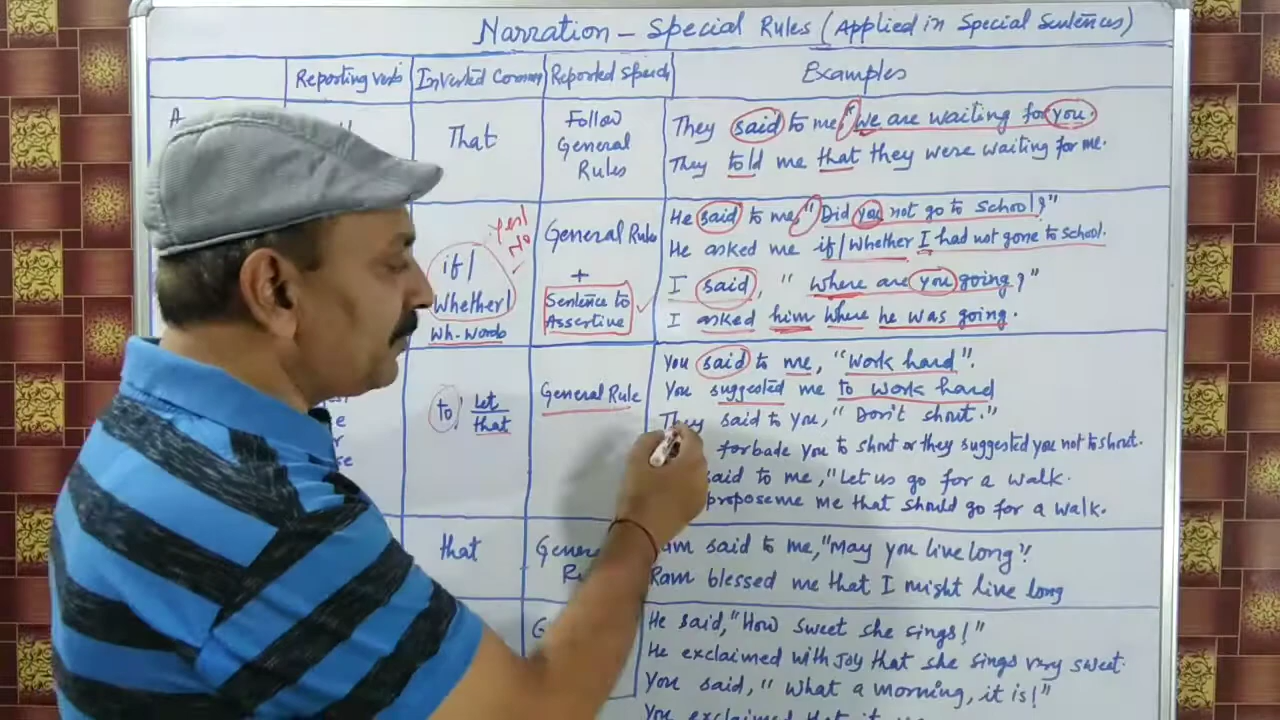 Narration – Special Rules (Applied in Special Sentences)
Reporting verb
Inverted Commas
Reported speech
Examples
A
That
Follow
General
Rules
They said to me, "We are waiting for you.
They told me that they were waiting for me.
if/
Whether/
Wh-words
Yes/
No
General Rules
+
Sentence to
Assertive
He said to me, "Did you not go to School?"
He asked me if/whether I had not gone to school.
I said, "Where are you going?"
I asked him where he was going.
to, Let
that
General Rule
You said to me, "Work hard".
You suggested me to work hard
They said to you, "Don't shout."
forbade you to shout or they suggested you not to shout.
said to me, "Let us go for a walk.
propose me that should go for a walk.
that
said to me, "May you live long"!
Ram blessed me that I might live long
He said, "How sweet she sings!"
He exclaimed with joy that she sings very sweet.
You said, "What a morning, it is!"
You exclaimed that it